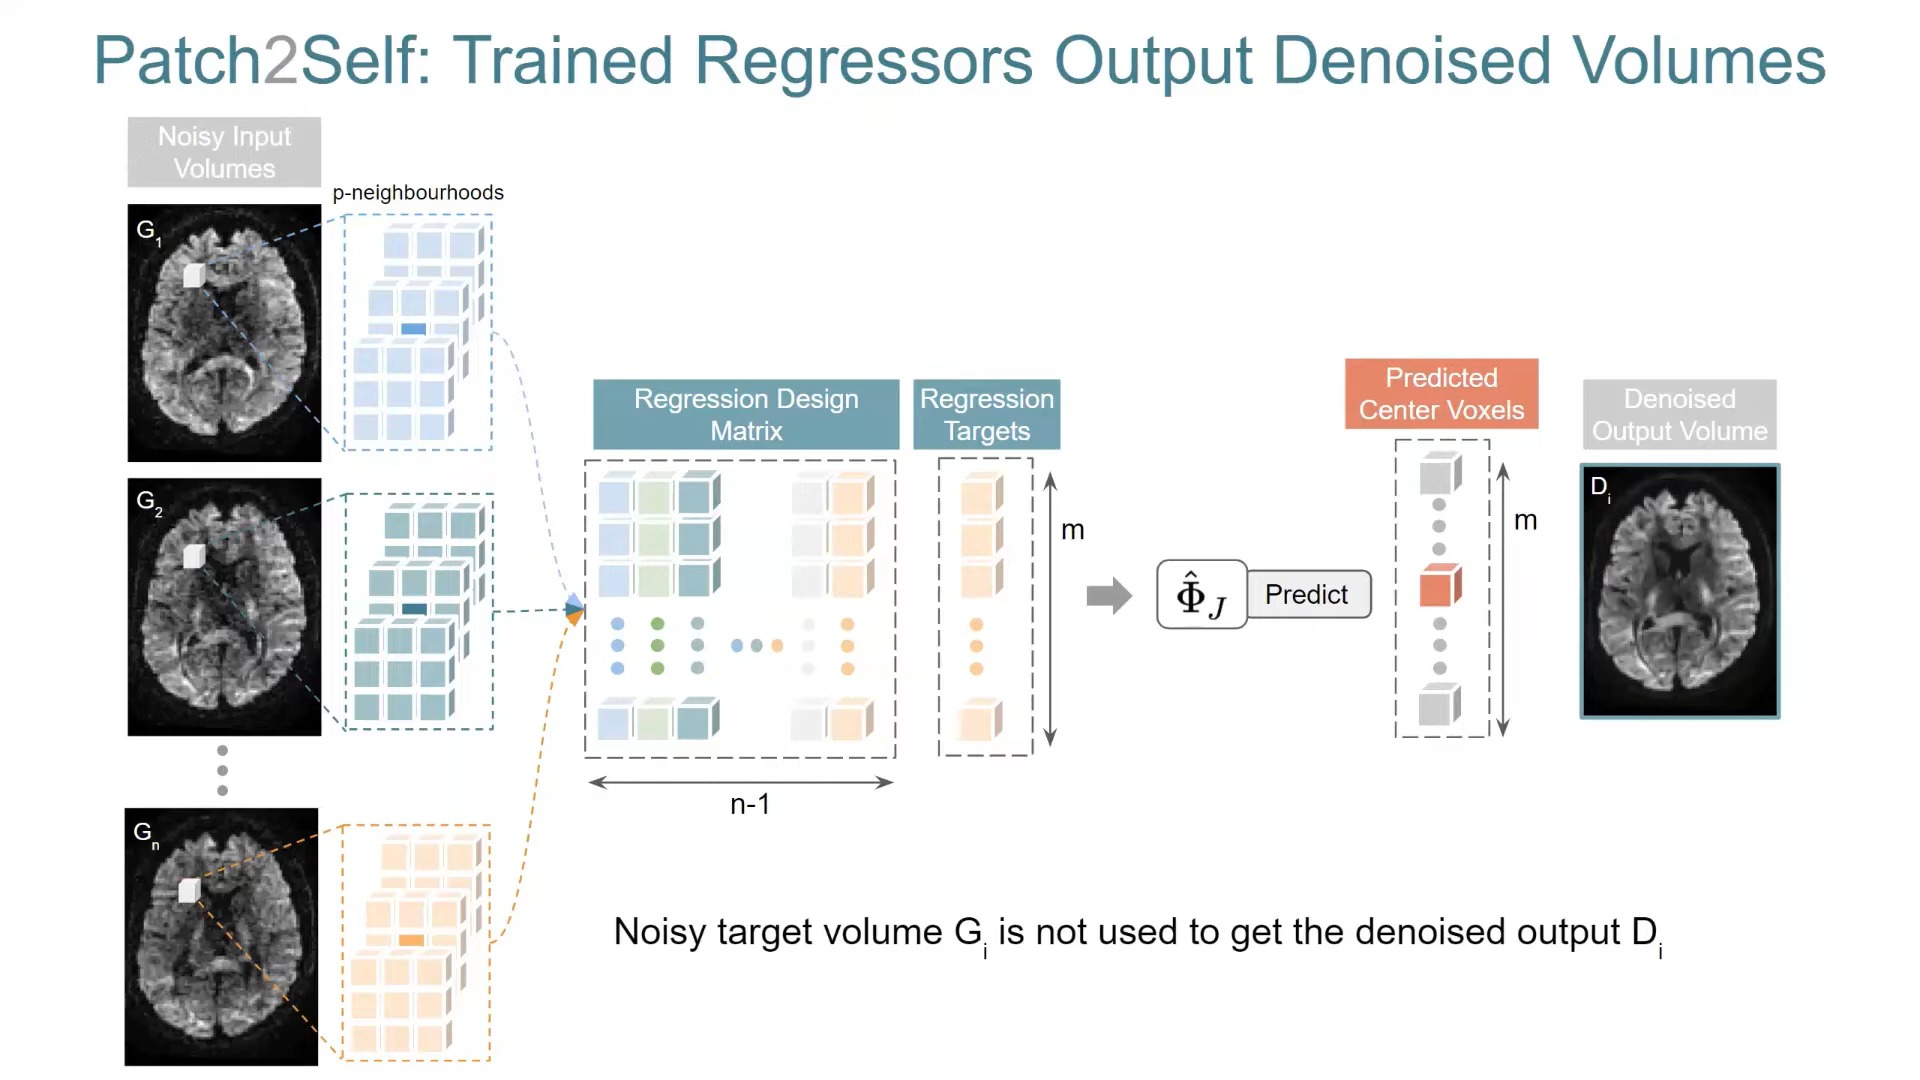 Patch2Self: Trained Regressors Output Denoised Volumes
Noisy Input
Volumes
p-neighbourhoods
G1
G2
Gn
Regression Design
Matrix
Regression
Targets
m
n-1
Φ̂J
Predict
Predicted
Center Voxels
m
Denoised
Output Volume
Di
Noisy target volume Gi is not used to get the denoised output Di